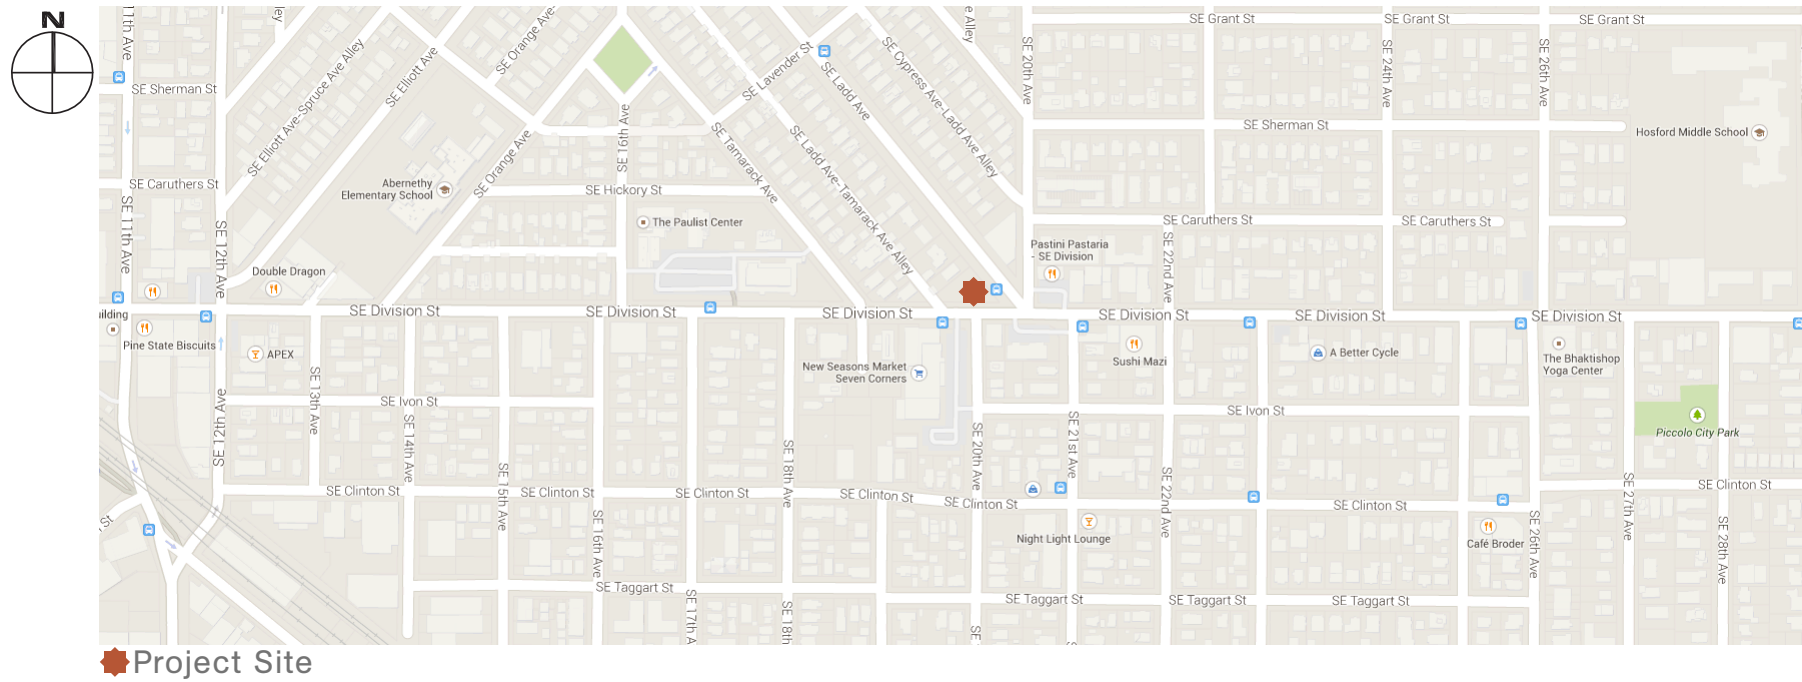 N
11th Ave
ley
SE Orange Ave-
e Alley
SE Grant St
SE Grant St
SE Grant St
SE Sherman St
SE Elliott Ave-Spruce Ave Alley
SE Elliott Ave
SE Lavender St
SE Ladd Ave
SE Cypress Ave-Ladd Ave Alley
SE 20th Ave
SE 24th Ave
SE 26th Ave
SE Sherman St
Hosford Middle School
SE Caruthers St
Abernethy
Elementary School
SE Orange Ave
SE 16th Ave
SE Hickory St
SE Tamarack Ave
SE Ladd Ave-Tamarack Ave Alley
SE Caruthers St
SE Caruthers St
SE 11th Ave
SE 12th Ave
The Paulist Center
Pastini Pastaria
- SE Division
SE 22nd Ave
Double Dragon
SE Division St
SE Division St
SE Division St
SE Division St
SE Division St
SE Division St
uilding
Pine State Biscuits
APEX
New Seasons Market
Seven Corners
Sushi Mazi
A Better Cycle
The Bhaktishop
Yoga Center
SE 12th Ave
SE 13th Ave
SE Ivon St
SE 14th Ave
SE Ivon St
Piccolo City Park
SE 15th Ave
SE 18th Ave
SE 20th Ave
SE 21st Ave
SE 22nd Ave
SE 27th Ave
SE Clinton St
SE Clinton St
SE Clinton St
SE Clinton St
SE Clinton St
SE Clinton St
SE Clinton St
St
SE 16th Ave
Night Light Lounge
Café Broder
SE 26th Ave
SE 28th Ave
SE Taggart St
SE Taggart St
SE Taggart St
SE Taggart St
SE 17th A
SE 18th
SE
S
Project Site